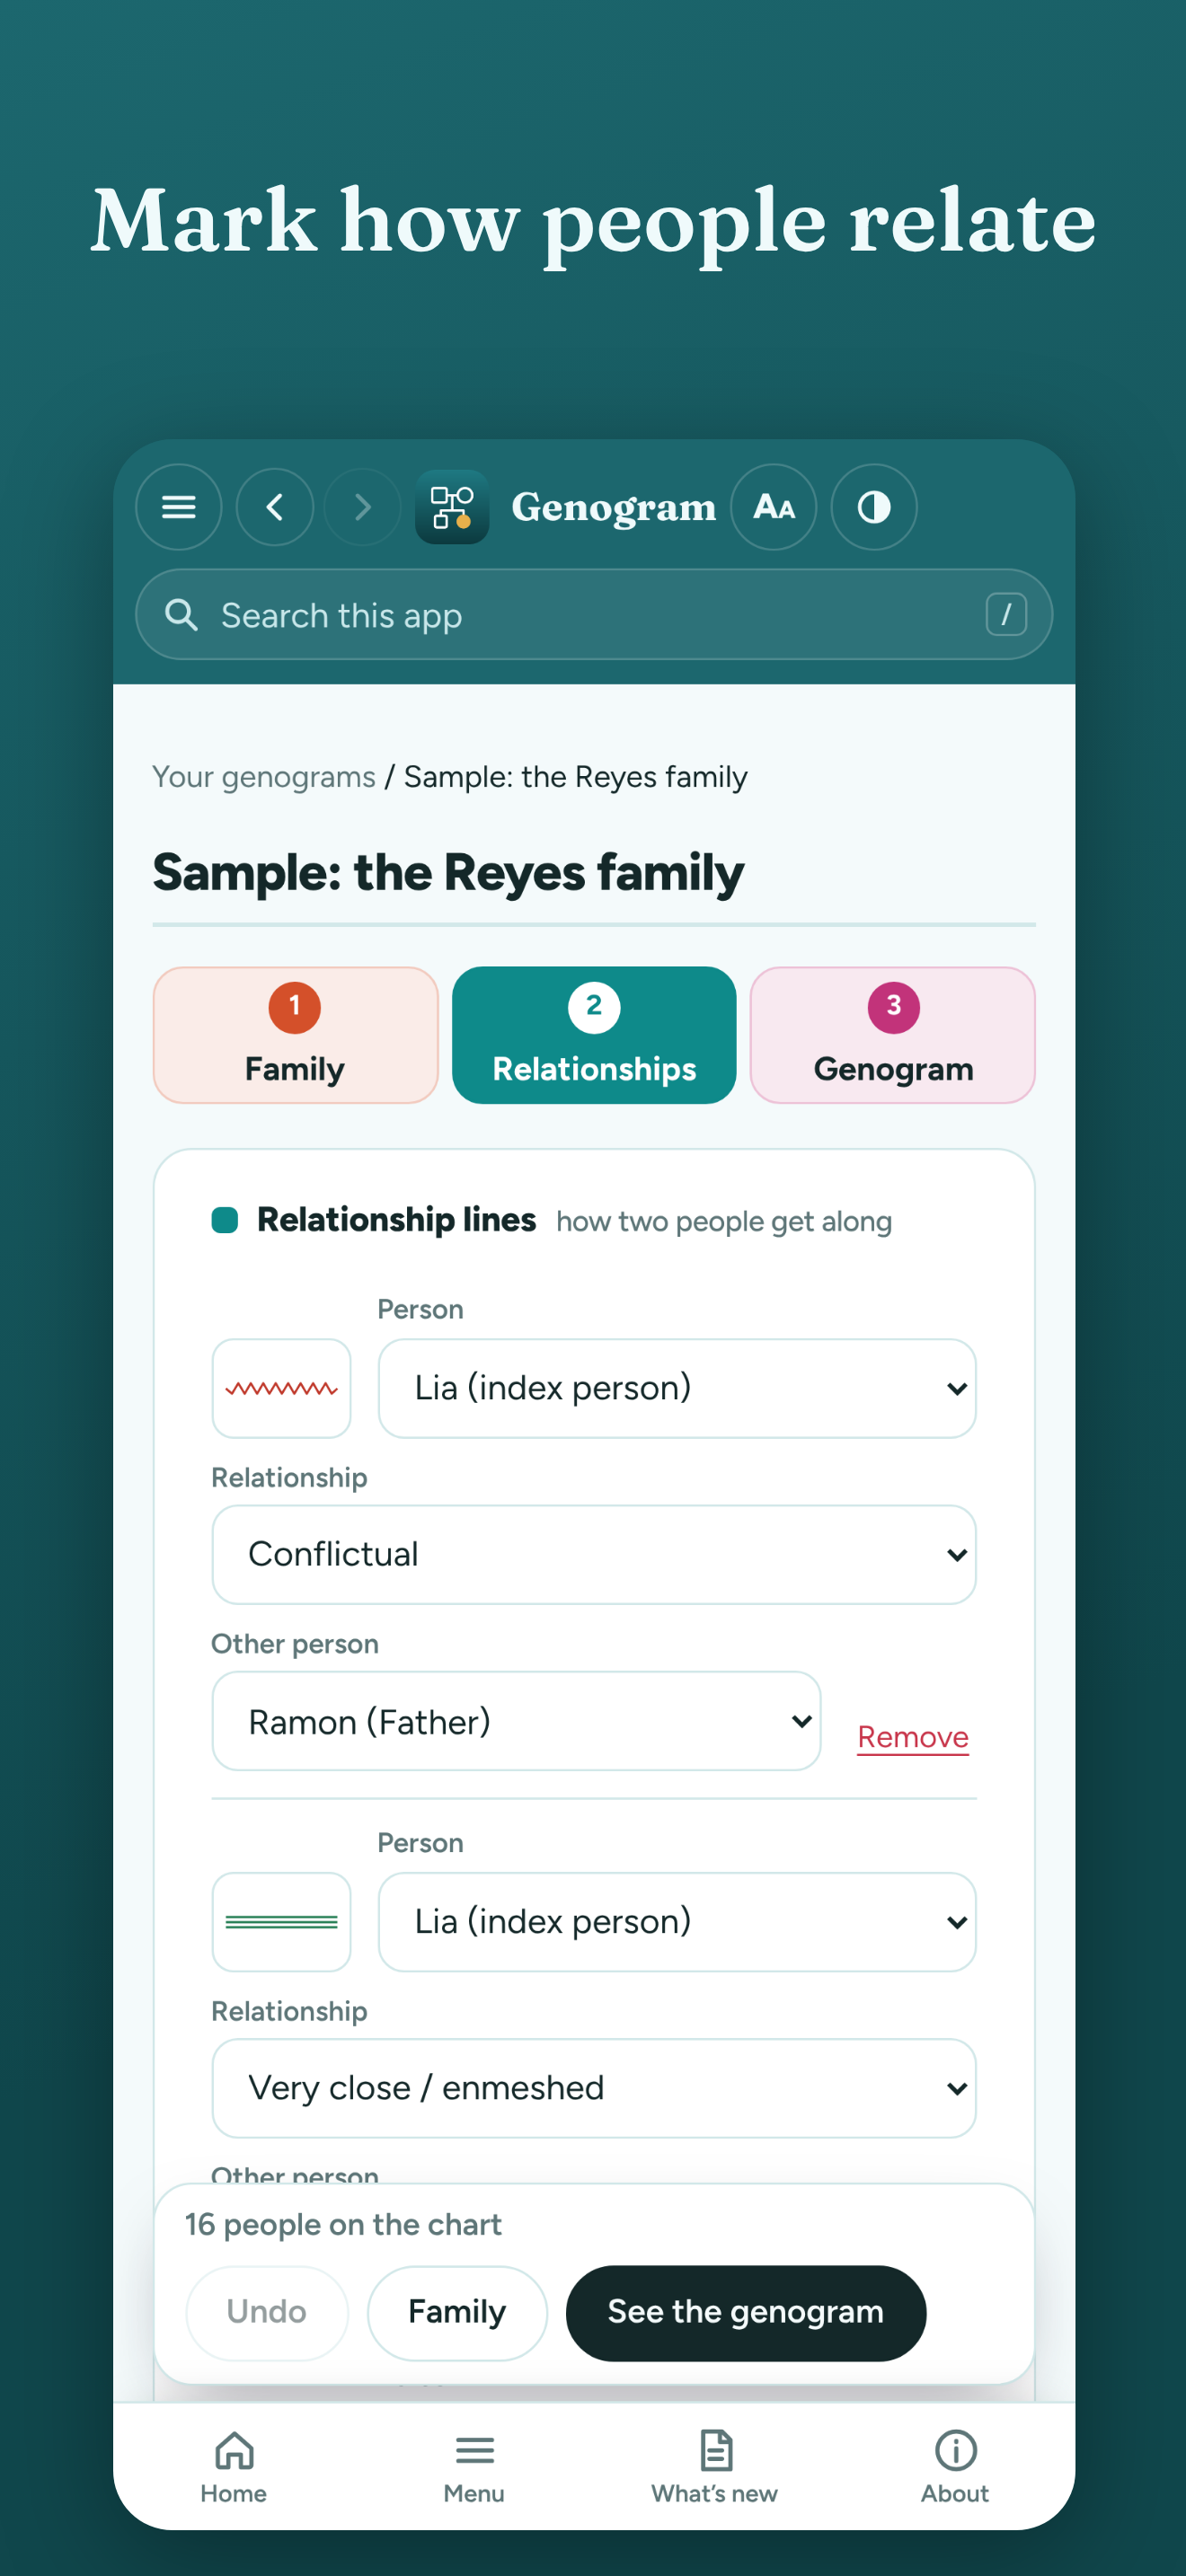 Mark how people relate
Genogram
AA
Search this app
/
Your genograms / Sample: the Reyes family
Sample: the Reyes family
1
Family
2
Relationships
3
Genogram
Relationship lines how two people get along
Person
Lia (index person)
Relationship
Conflictual
Other person
Ramon (Father)
Remove
Person
Lia (index person)
Relationship
Very close / enmeshed
Other person
16 people on the chart
Undo
Family
See the genogram
Home
Menu
What's new
About